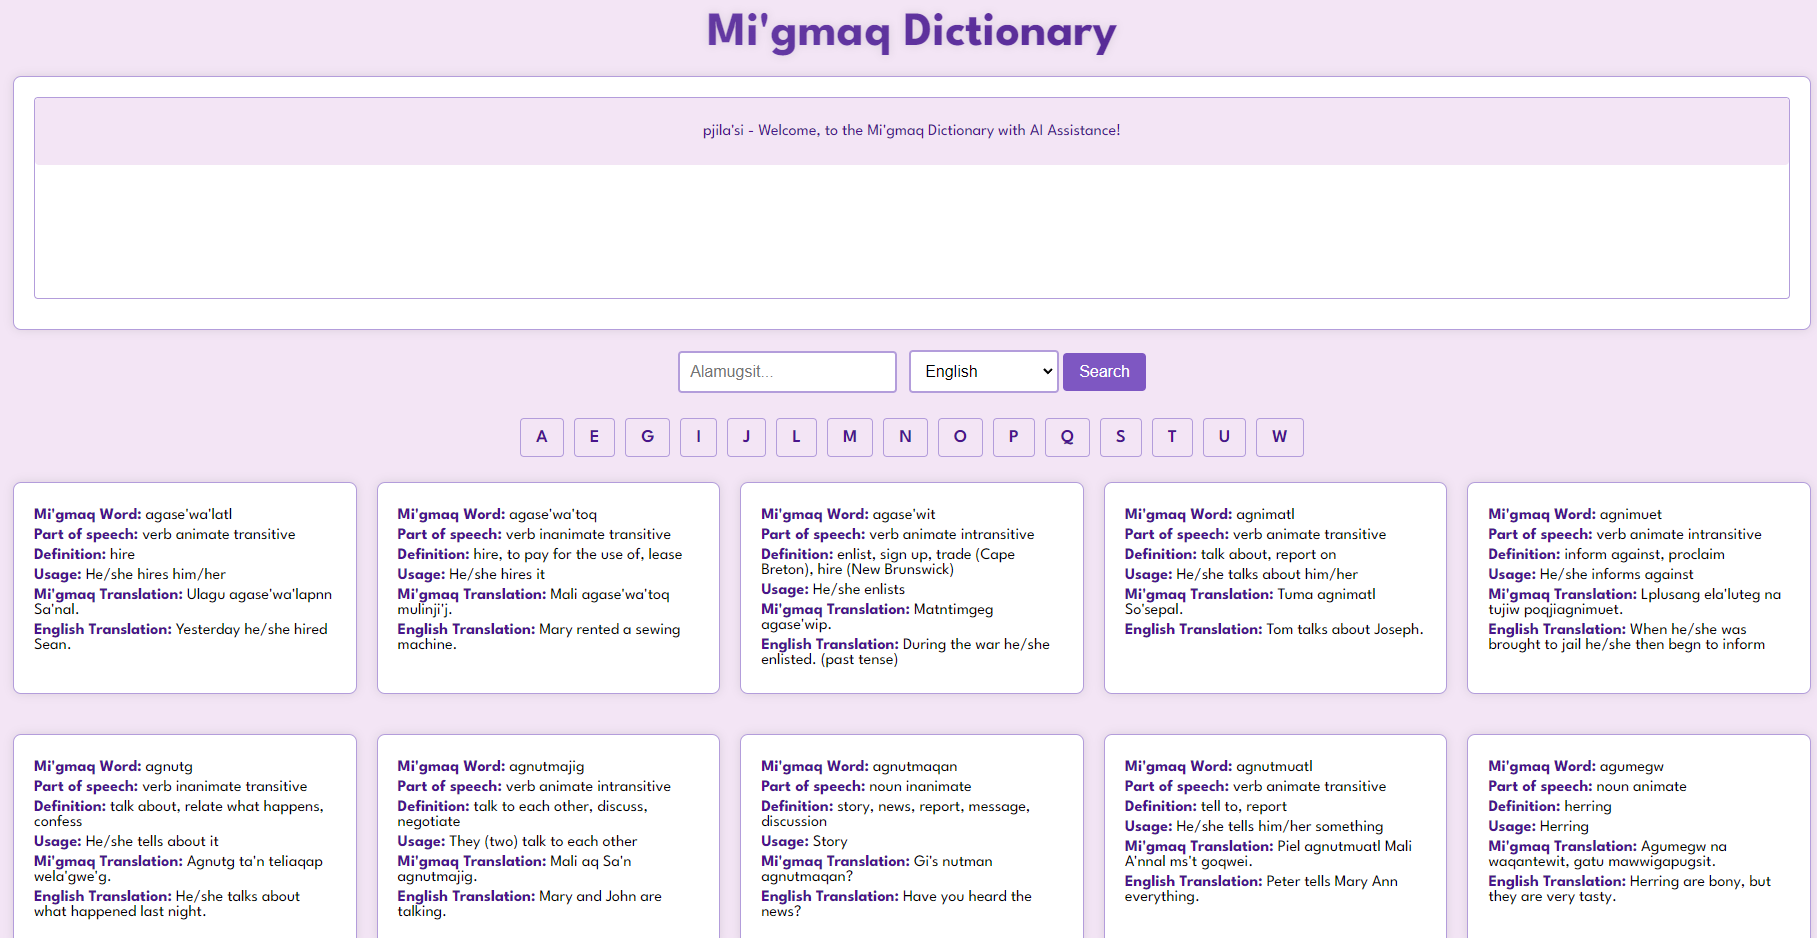 Mi'gmaq Dictionary
pjila'si - Welcome, to the Mi'gmaq Dictionary with AI Assistance!
Alamugsit...
English
Search
A E G I J L M N O P Q S T U W
Mi'gmaq Word: agase'wa'latl
Part of speech: verb animate transitive
Definition: hire
Usage: He/she hires him/her
Mi'gmaq Translation: Ulagu agase'wa'lapnn
Sa'nal.
English Translation: Yesterday he/she hired
Sean.
Mi'gmaq Word: agase'wa'toq
Part of speech: verb inanimate transitive
Definition: hire, to pay for the use of, lease
Usage: He/she hires it
Mi'gmaq Translation: Mali agase'wa'toq
mulinji'j.
English Translation: Mary rented a sewing
machine.
Mi'gmaq Word: agase'wit
Part of speech: verb animate intransitive
Definition: enlist, sign up, trade (Cape
Breton), hire (New Brunswick)
Usage: He/she enlists
Mi'gmaq Translation: Matntimgeg
agase'wip.
English Translation: During the war he/she
enlisted. (past tense)
Mi'gmaq Word: agnimatl
Part of speech: verb animate transitive
Definition: talk about, report on
Usage: He/she talks about him/her
Mi'gmaq Translation: Tuma agnimatl
So'sepal.
English Translation: Tom talks about Joseph.
Mi'gmaq Word: agnimuet
Part of speech: verb animate intransitive
Definition: inform against, proclaim
Usage: He/she informs against
Mi'gmaq Translation: Lplusang ela'luteg na
tujiw poqjiagnimuet.
English Translation: When he/she was
brought to jail he/she then begn to inform
Mi'gmaq Word: agnutg
Part of speech: verb inanimate transitive
Definition: talk about, relate what happens,
confess
Usage: He/she tells about it
Mi'gmaq Translation: Agnutg ta'n teliaqap
wela'gwe'g.
English Translation: He/she talks about
what happened last night.
Mi'gmaq Word: agnutmajig
Part of speech: verb animate intransitive
Definition: talk to each other, discuss,
negotiate
Usage: They (two) talk to each other
Mi'gmaq Translation: Mali aq Sa'n
agnutmajig.
English Translation: Mary and John are
talking.
Mi'gmaq Word: agnutmaqan
Part of speech: noun inanimate
Definition: story, news, report, message,
discussion
Usage: Story
Mi'gmaq Translation: Gi's nutman
agnutmaqan?
English Translation: Have you heard the
news?
Mi'gmaq Word: agnutmuatl
Part of speech: verb animate transitive
Definition: tell to, report
Usage: He/she tells him/her something
Mi'gmaq Translation: Piel agnutmuatl Mali
A'nnal ms't goqwei.
English Translation: Peter tells Mary Ann
everything.
Mi'gmaq Word: agumegw
Part of speech: noun animate
Definition: herring
Usage: Herring
Mi'gmaq Translation: Agumegw na
waqantewit, gatu mawwigapugsit.
English Translation: Herring are bony, but
they are very tasty.